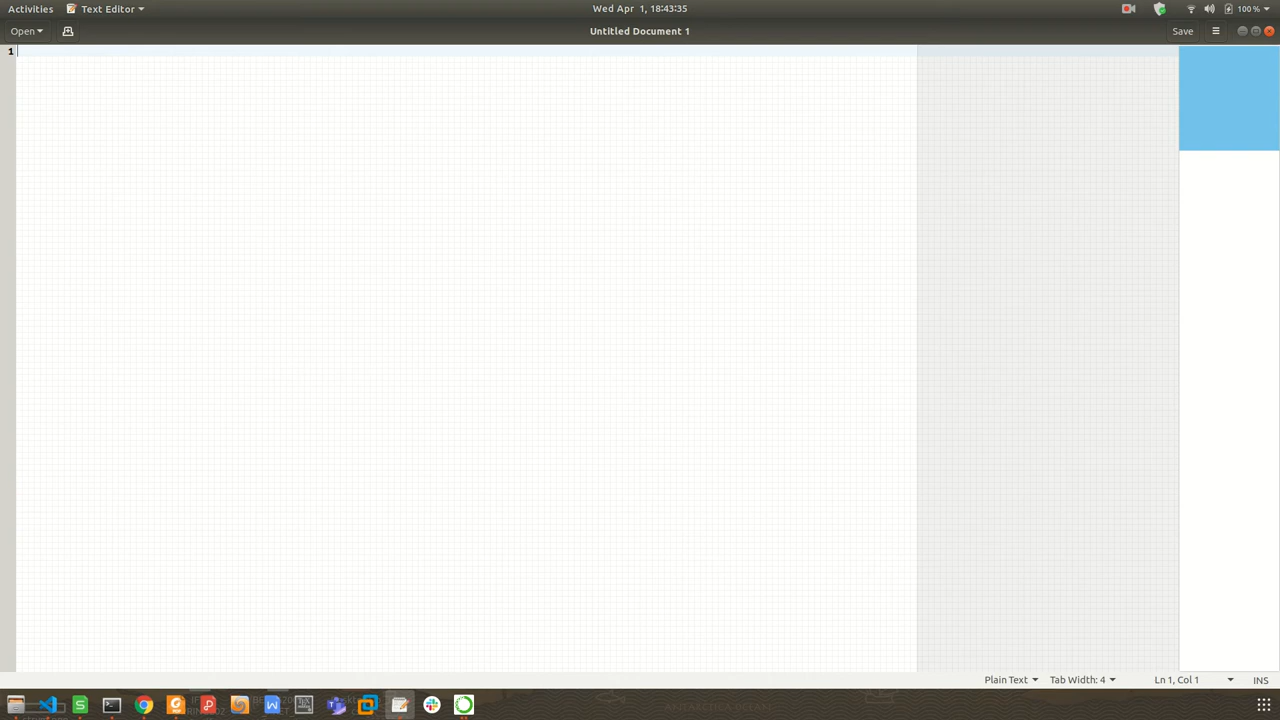 Activities Text Editor Wed Apr 1, 18:43:35 100 %
Open Untitled Document 1 Save
1
Plain Text Tab Width: 4 Ln 1, Col 1 INS